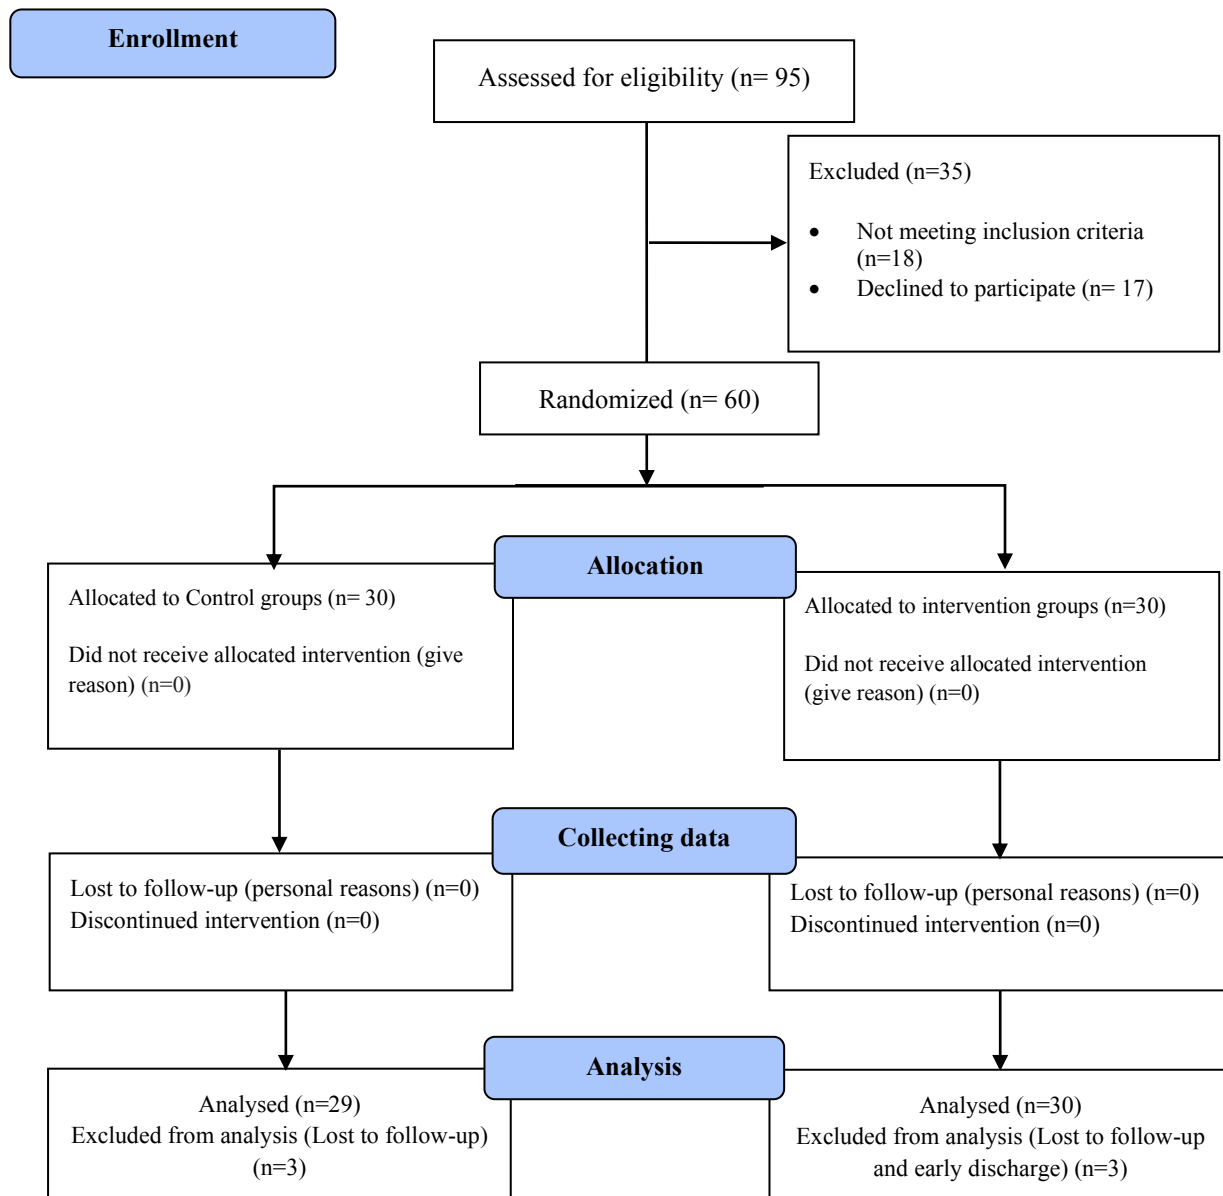 Enrollment
Assessed for eligibility (n= 95)
Excluded (n=35)
• Not meeting inclusion criteria
(n=18)
• Declined to participate (n= 17)
Randomized (n= 60)
Allocation
Allocated to Control groups (n= 30)
Did not receive allocated intervention (give
reason) (n=0)
Allocated to intervention groups (n=30)
Did not receive allocated intervention
(give reason) (n=0)
Collecting data
Lost to follow-up (personal reasons) (n=0)
Discontinued intervention (n=0)
Lost to follow-up (personal reasons) (n=0)
Discontinued intervention (n=0)
Analysis
Analysed (n=29)
Excluded from analysis (Lost to follow-up)
(n=3)
Analysed (n=30)
Excluded from analysis (Lost to follow-up
and early discharge) (n=3)